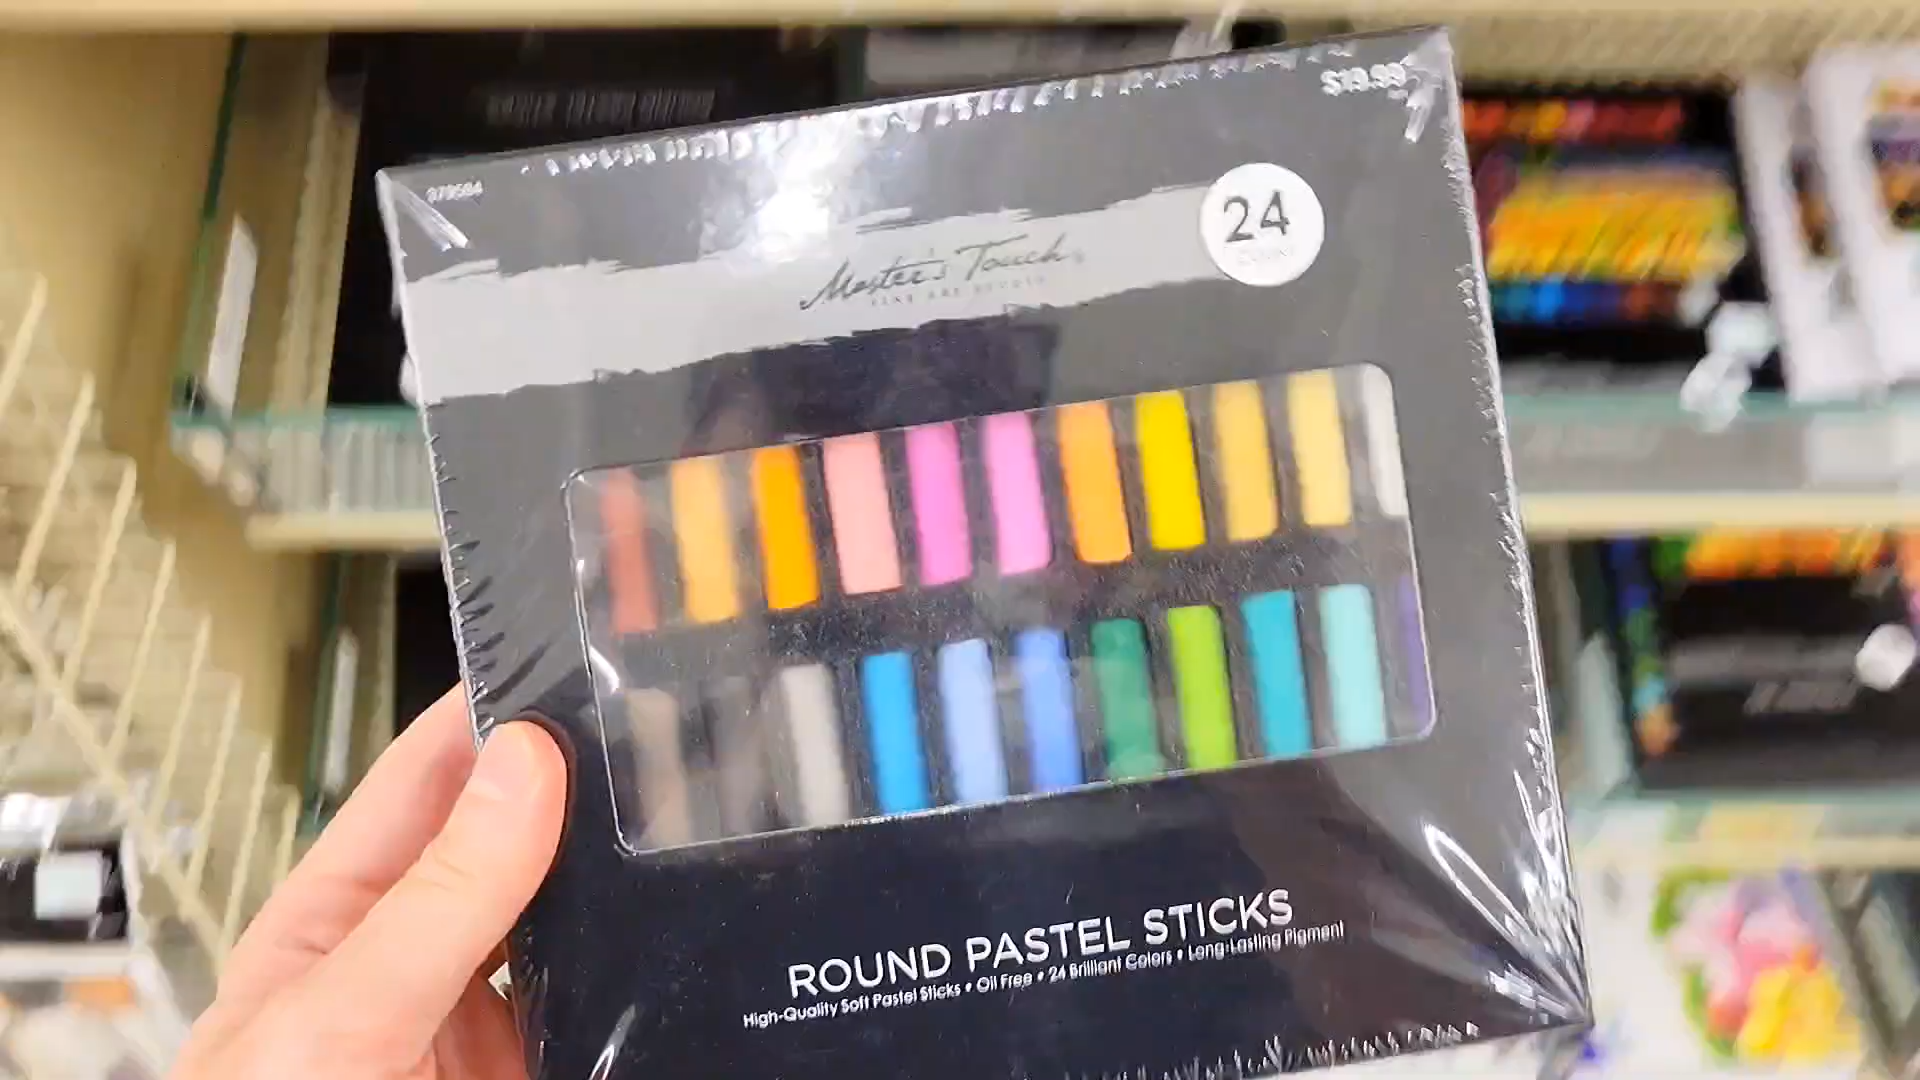 $19.99
379584
24
Master's Touch
FINE ART STUDIO
ROUND PASTEL STICKS
High-Quality Soft Pastel Sticks • Oil Free • 24 Brilliant Colors • Long-Lasting Pigment